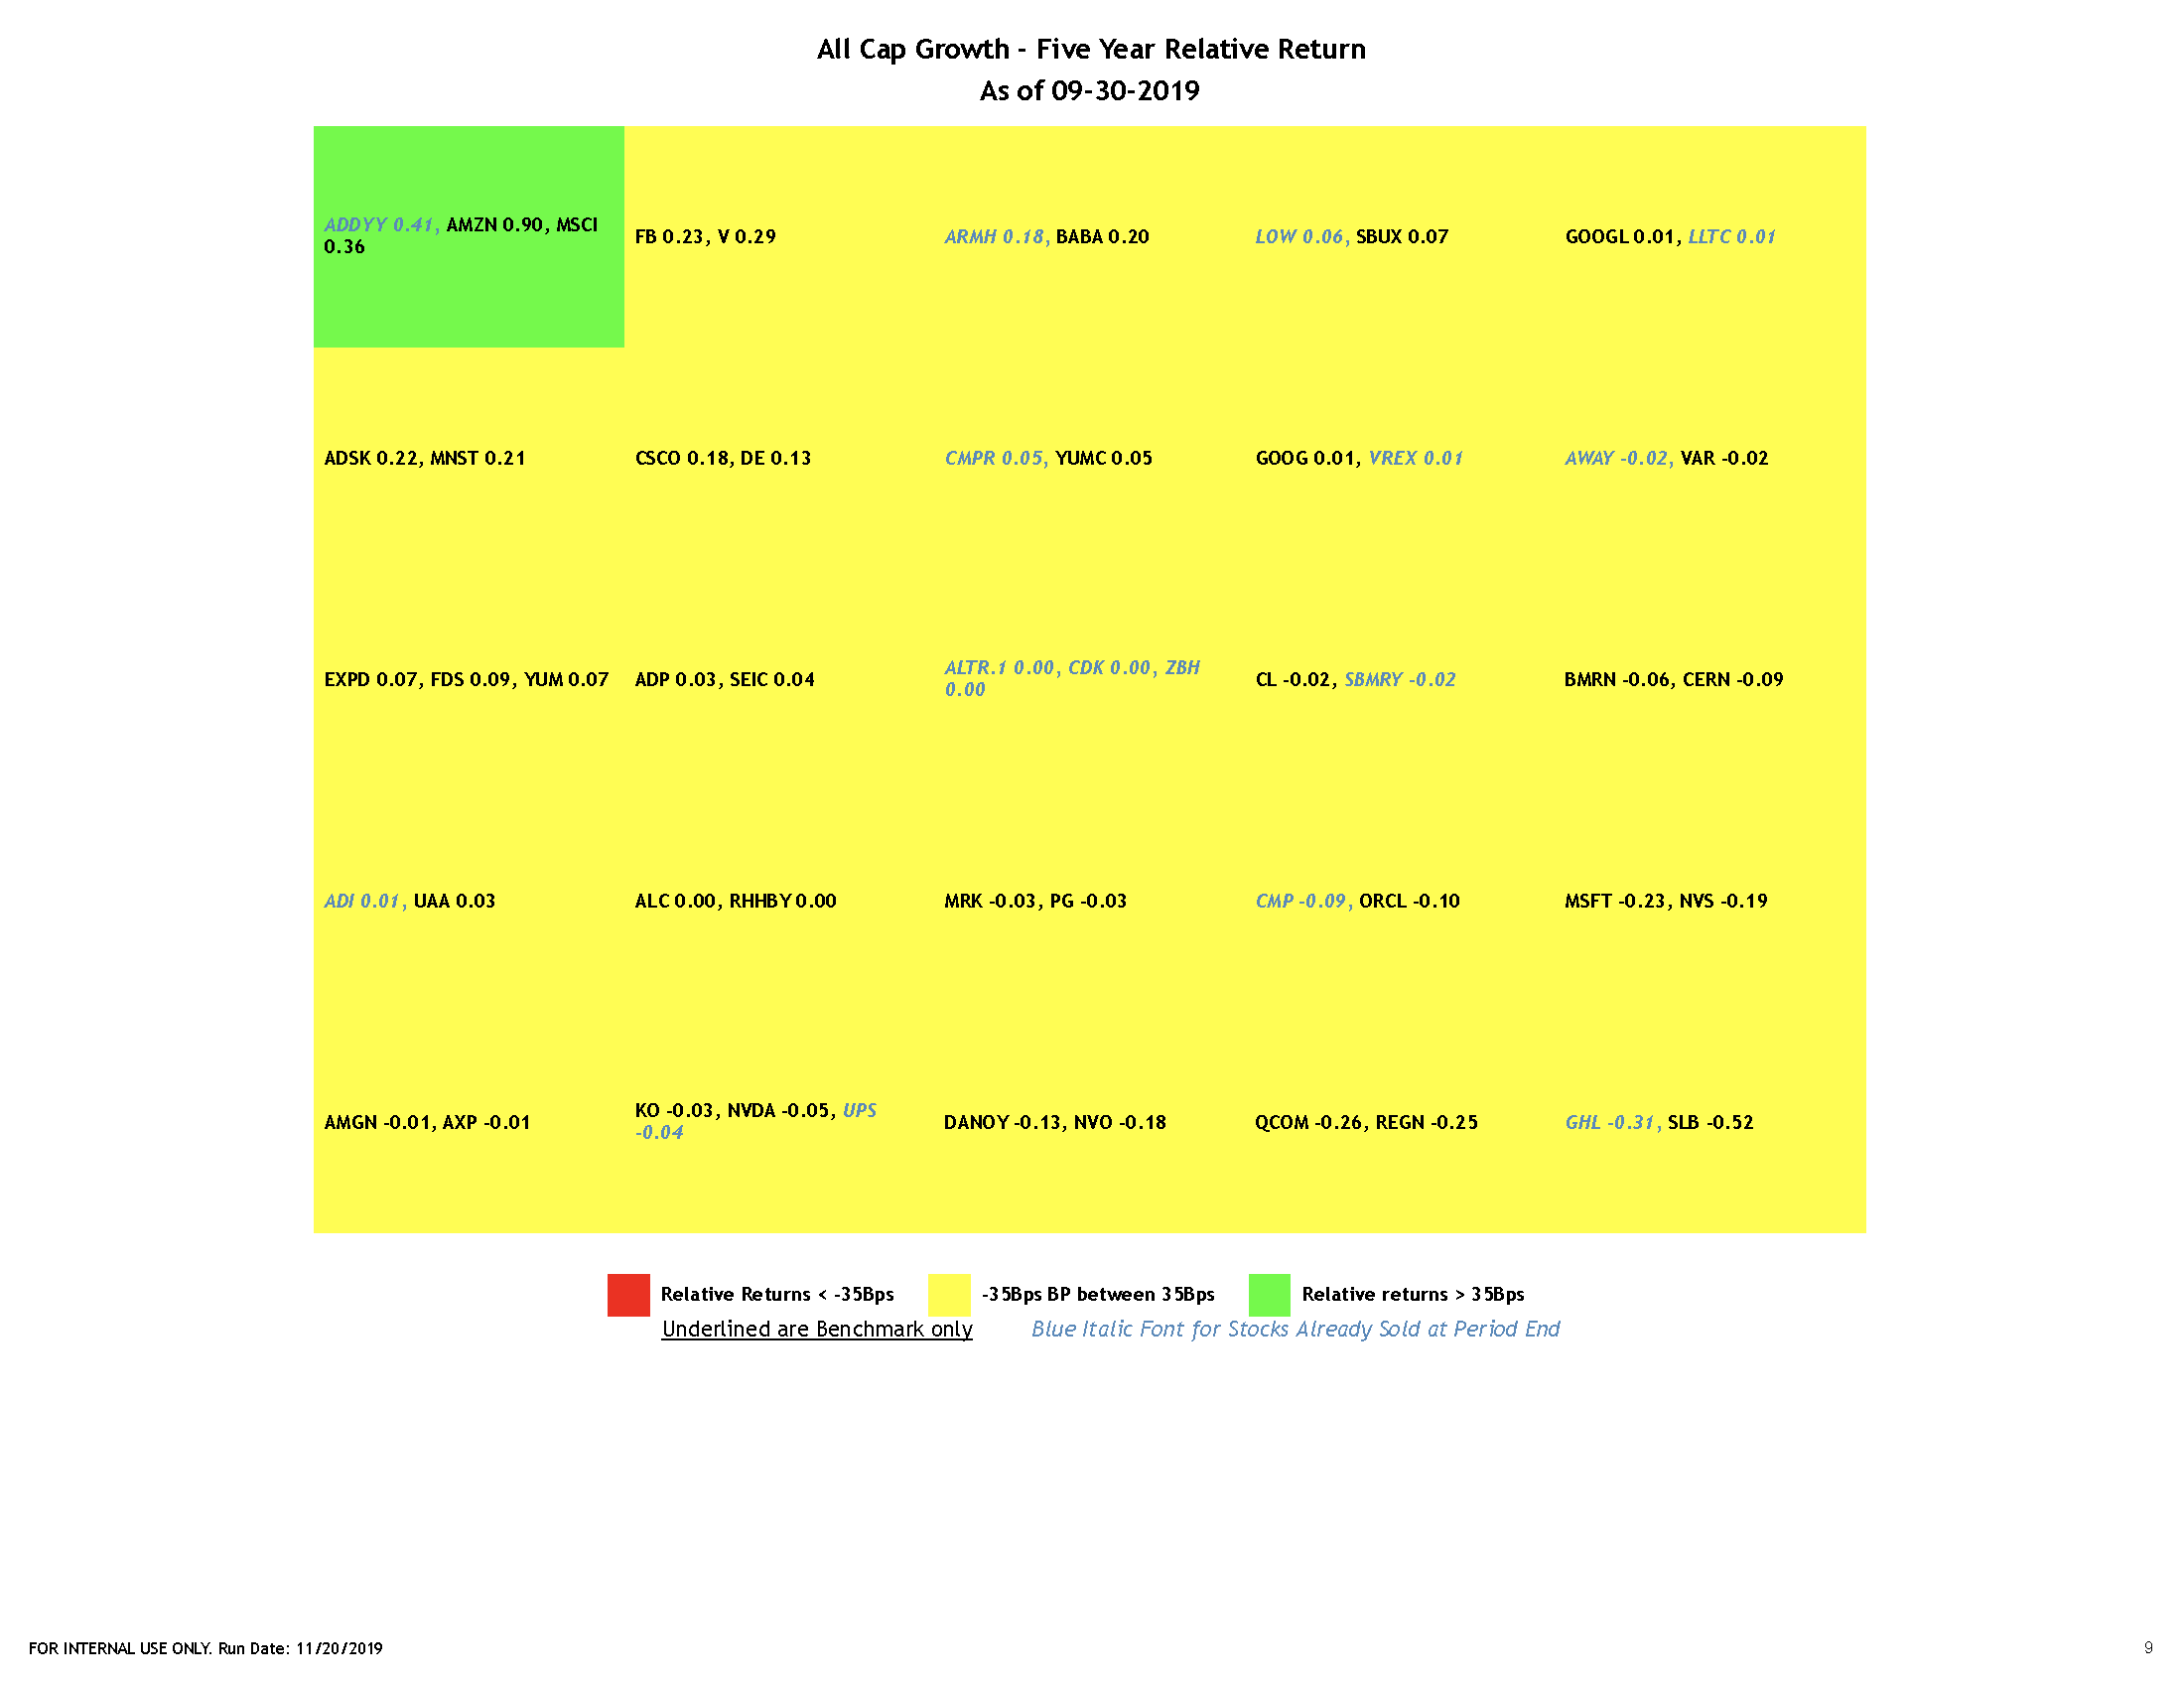 All Cap Growth - Five Year Relative Return
As of 09-30-2019
ADDYY 0.41, AMZN 0.90, MSCI
0.36
FB 0.23, V 0.29
ARMH 0.18, BABA 0.20
LOW 0.06, SBUX 0.07
GOOGL 0.01, LLTC 0.01
ADSK 0.22, MNST 0.21
CSCO 0.18, DE 0.13
CMPR 0.05, YUMC 0.05
GOOG 0.01, VREX 0.01
AWAY -0.02, VAR -0.02
EXPD 0.07, FDS 0.09, YUM 0.07
ADP 0.03, SEIC 0.04
ALTR.1 0.00, CDK 0.00, ZBH
0.00
CL -0.02, SBMRY -0.02
BMRN -0.06, CERN -0.09
ADI 0.01, UAA 0.03
ALC 0.00, RHHBY 0.00
MRK -0.03, PG -0.03
CMP -0.09, ORCL -0.10
MSFT -0.23, NVS -0.19
AMGN -0.01, AXP -0.01
KO -0.03, NVDA -0.05, UPS
-0.04
DANOY -0.13, NVO -0.18
QCOM -0.26, REGN -0.25
GHL -0.31, SLB -0.52
Relative Returns < -35Bps
-35Bps BP between 35Bps
Relative returns > 35Bps
Underlined are Benchmark only
Blue Italic Font for Stocks Already Sold at Period End
FOR INTERNAL USE ONLY. Run Date: 11/20/2019
9